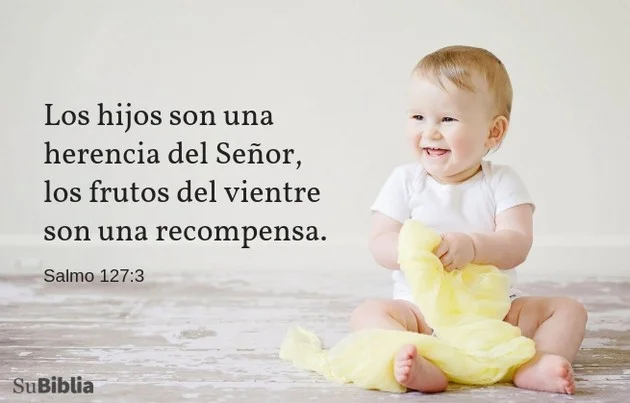 Los hijos son una
herencia del Señor,
los frutos del vientre
son una recompensa.
Salmo 127:3
SuBiblia